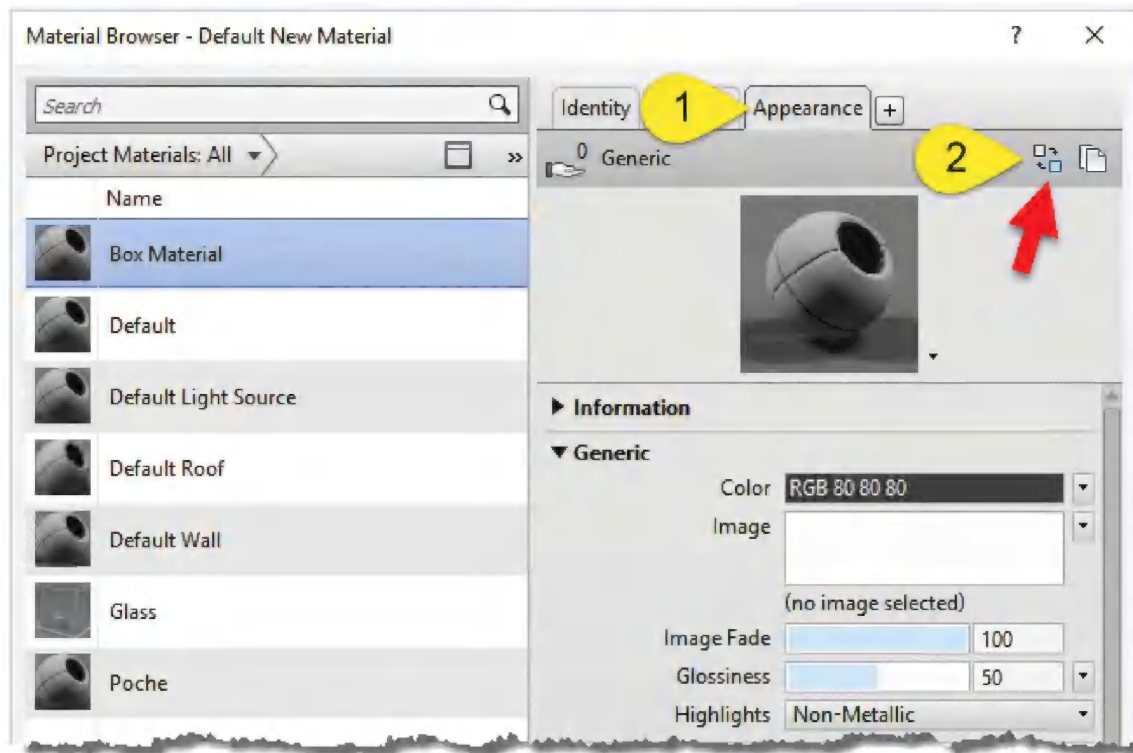 Material Browser - Default New Material
? ×
Search
Project Materials: All
»
Name
Box Material
Default
Default Light Source
Default Roof
Default Wall
Glass
Poche
Identity
1
Appearance
+
0
Generic
2
Information
Generic
Color
RGB 80 80 80
Image
(no image selected)
Image Fade
100
Glossiness
50
Highlights
Non-Metallic